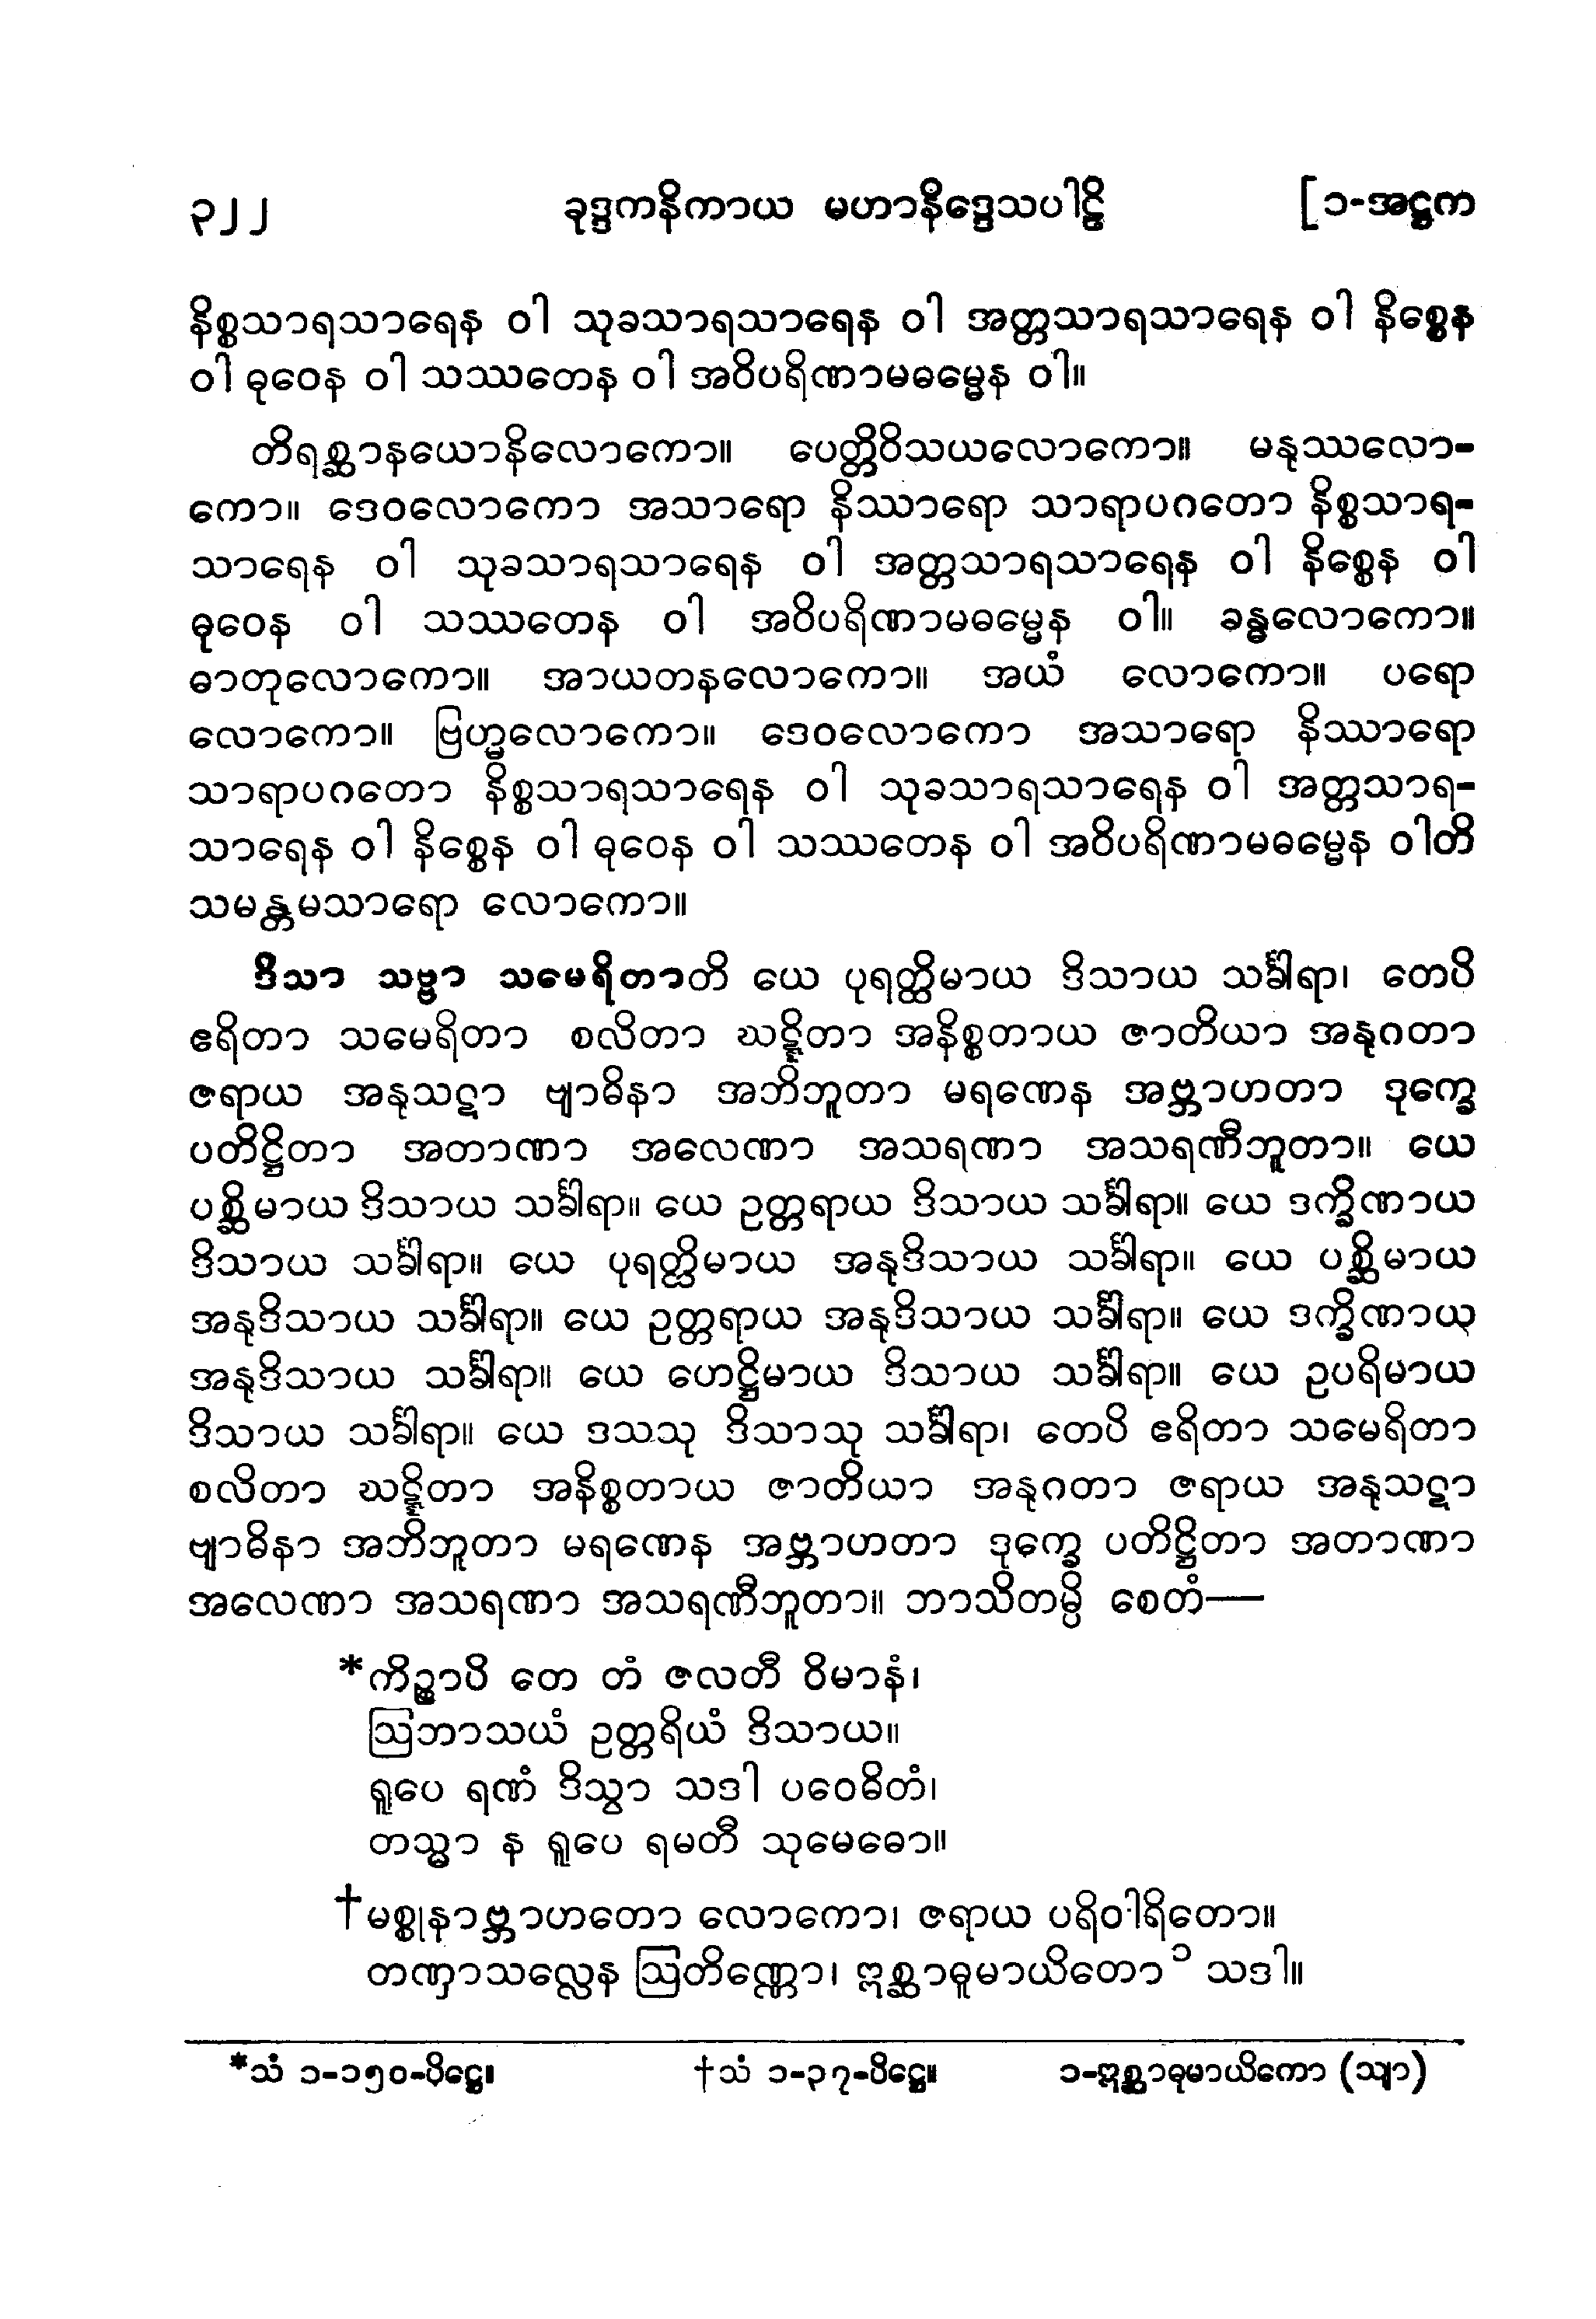 ၃၂၂ ခုဒ္ဒကနိကာယ မဟာနိဒ္ဒေသပါဠိ [၁-အဋ္ဌက
နိစ္စသာရသာရေန ဝါ သုခသာရသာရေန ဝါ အတ္တသာရသာရေန ဝါ နိစ္စေန
ဝါ ဓုဝေန ဝါ သဿတေန ဝါ အဝိပရိဏာမဓမ္မေန ဝါ။
တိရစ္ဆာနယောနိလောကော။ ပေတ္တိဝိသယလောကော။ မနုဿလော-
ကော။ ဒေဝလောကော အသာရော နိဿာရော သာရာပဂတော နိစ္စသာရ-
သာရေန ဝါ သုခသာရသာရေန ဝါ အတ္တသာရသာရေန ဝါ နိစ္စေန ဝါ
ဓုဝေန ဝါ သဿတေန ဝါ အဝိပရိဏာမဓမ္မေန ဝါ။ ခန္ဓလောကော။
ဓာတုလောကော။ အာယတနလောကော။ အယံ လောကော။ ပရော
လောကော။ ဗြဟ္မလောကော။ ဒေဝလောကော အသာရော နိဿာရော
သာရာပဂတော နိစ္စသာရသာရေန ဝါ သုခသာရသာရေန ဝါ အတ္တသာရ-
သာရေန ဝါ နိစ္စေန ဝါ ဓုဝေန ဝါ သဿတေန ဝါ အဝိပရိဏာမဓမ္မေန ဝါတိ
သမန္တမသာရော လောကော။
ဒိသာ သဗ္ဗာ သမေရိတာတိ ယေ ပုရတ္ထိမာယ ဒိသာယ သင်္ခါရာ၊ တေပိ
ဧရိတာ သမေရိတာ စလိတာ ဃဋ္ဋိတာ အနိစ္စတာယ ဇာတိယာ အနုဂတာ
ဇရာယ အနုသဋာ ဗျာဓိနာ အဘိဘူတာ မရဏေန အဗ္ဘာဟတာ ဒုက္ခေ
ပတိဋ္ဌိတာ အတာဏာ အလေဏာ အသရဏာ အသရဏီဘူတာ။ ယေ
ပစ္ဆိမာယ ဒိသာယ သင်္ခါရာ။ ယေ ဥတ္တရာယ ဒိသာယ သင်္ခါရာ။ ယေ ဒက္ခိဏာယ
ဒိသာယ သင်္ခါရာ။ ယေ ပုရတ္ထိမာယ အနုဒိသာယ သင်္ခါရာ။ ယေ ပစ္ဆိမာယ
အနုဒိသာယ သင်္ခါရာ။ ယေ ဥတ္တရာယ အနုဒိသာယ သင်္ခါရာ။ ယေ ဒက္ခိဏာယ
အနုဒိသာယ သင်္ခါရာ။ ယေ ဟေဋ္ဌိမာယ ဒိသာယ သင်္ခါရာ။ ယေ ဥပရိမာယ
ဒိသာယ သင်္ခါရာ။ ယေ ဒသသု ဒိသာသု သင်္ခါရာ၊ တေပိ ဧရိတာ သမေရိတာ
စလိတာ ဃဋ္ဋိတာ အနိစ္စတာယ ဇာတိယာ အနုဂတာ ဇရာယ အနုသဋာ
ဗျာဓိနာ အဘိဘူတာ မရဏေန အဗ္ဘာဟတာ ဒုက္ခေ ပတိဋ္ဌိတာ အတာဏာ
အလေဏာ အသရဏာ အသရဏီဘူတာ။ ဘာသိတမ္ပိ စေတံ—
*ကိဉ္စာပိ တေ တံ ဇလတီ ဝိမာနံ၊
ဩဘာသယံ ဥတ္တရိယံ ဒိသာယ။
ရူပေ ရဏံ ဒိသွာ သဒါ ပဝေဓိတံ၊
တသ္မာ န ရူပေ ရမတီ သုမေဓော။
†မစ္စုနာဗ္ဘာဟတော လောကော၊ ဇရာယ ပရိဝါရိတော။
တဏှာသလ္လေန ဩတိဏ္ဏော၊ ဣစ္ဆာဓူမာယိတော၁ သဒါ။
*သံ ၁-၁၅၀-ပိဋ္ဌေ။ †သံ ၁-၃၇-ပိဋ္ဌေ။ ၁-ဣစ္ဆာဓုမာယိကော (သျာ)